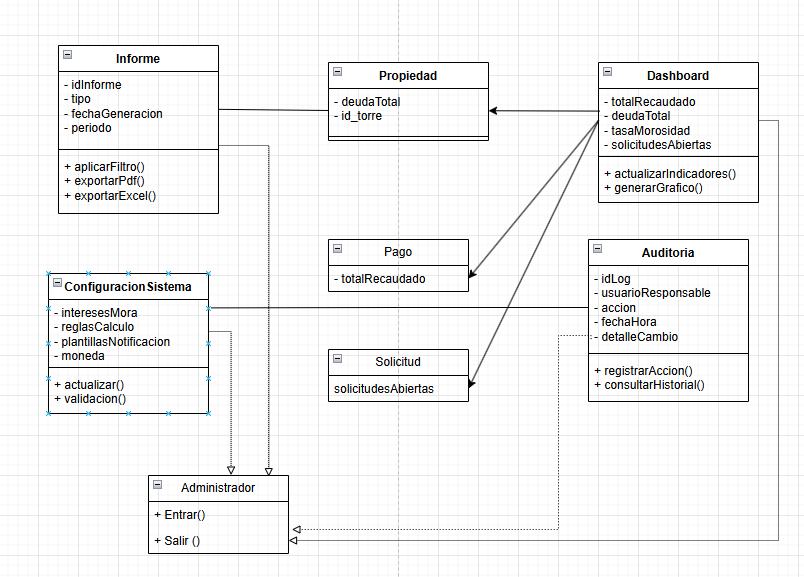 Informe
- idInforme
- tipo
- fechaGeneracion
- periodo
+ aplicarFiltro()
+ exportarPdf()
+ exportarExcel()
Propiedad
- deudaTotal
- id_torre
Dashboard
- totalRecaudado
- deudaTotal
- tasaMorosidad
- solicitudesAbiertas
+ actualizarIndicadores()
+ generarGrafico()
ConfiguracionSistema
- interesesMora
- reglasCalculo
- plantillasNotificacion
- moneda
+ actualizar()
+ validacion()
Pago
- totalRecaudado
Solicitud
solicitudesAbiertas
Auditoria
- idLog
- usuarioResponsable
- accion
- fechaHora
- detalleCambio
+ registrarAccion()
+ consultarHistorial()
Administrador
+ Entrar()
+ Salir ()